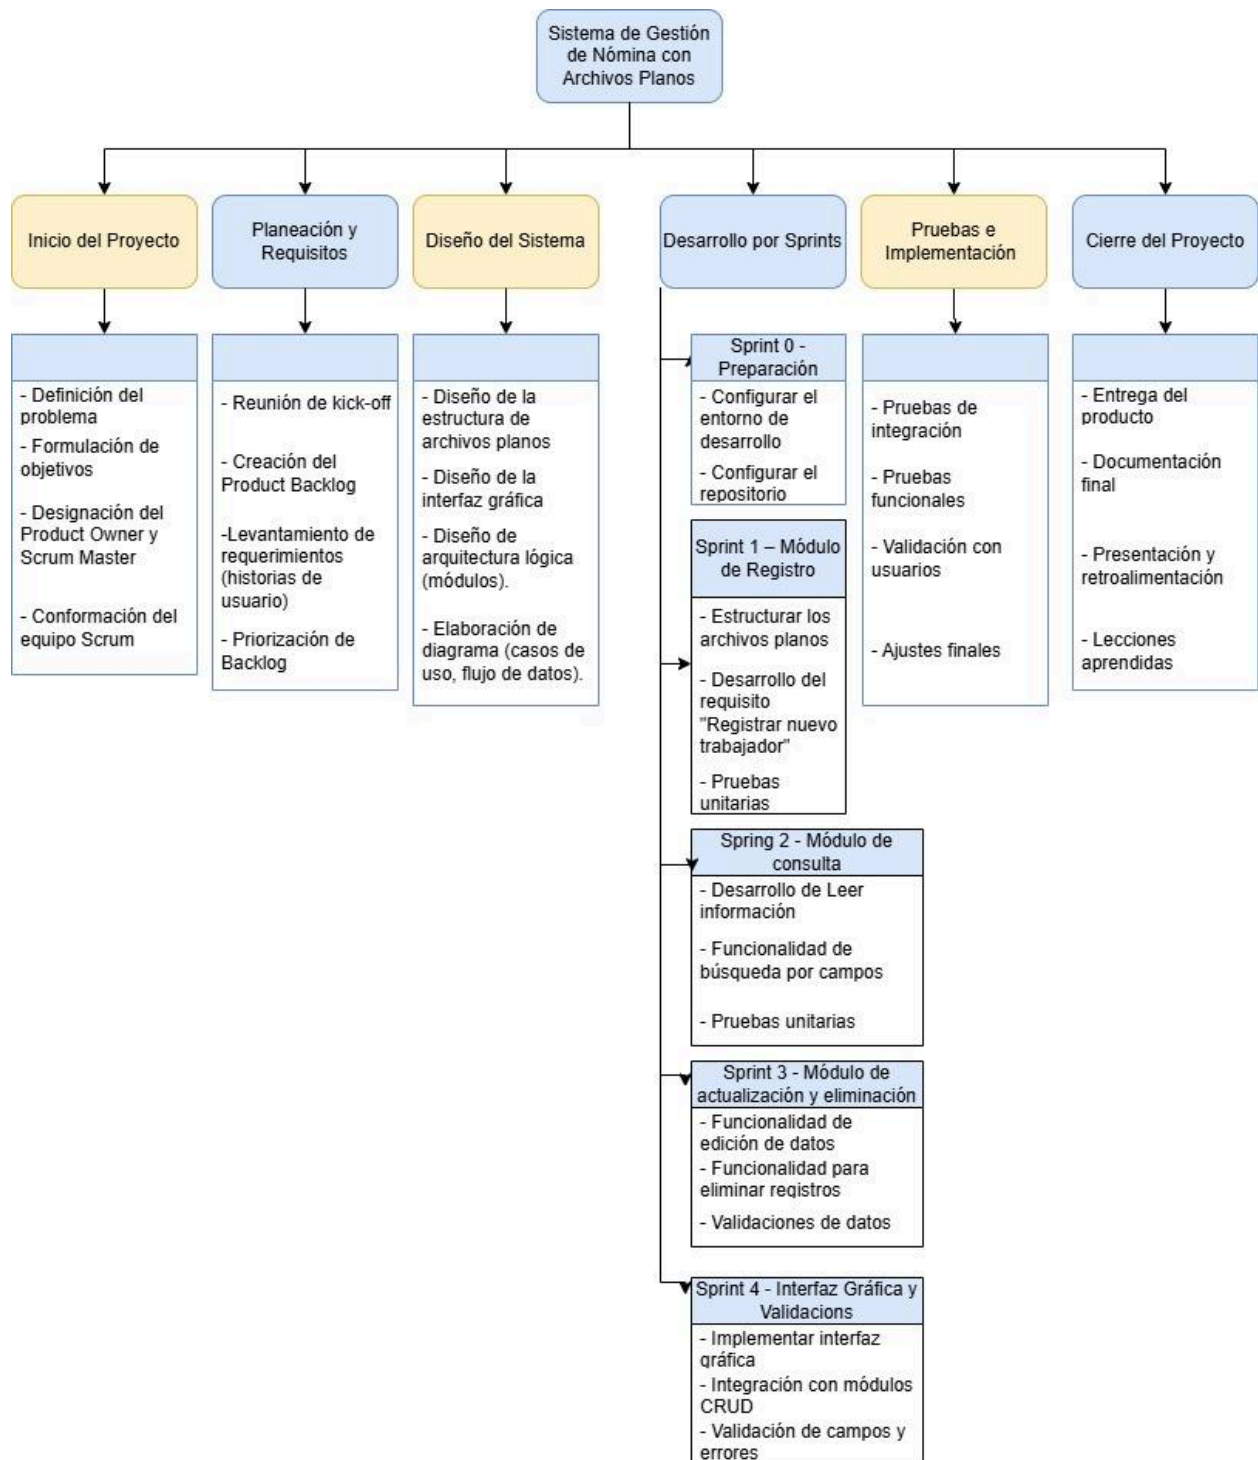 Sistema de Gestión
de Nómina con
Archivos Planos
Inicio del Proyecto
Planeación y
Requisitos
Diseño del Sistema
Desarrollo por Sprints
Pruebas e
Implementación
Cierre del Proyecto
- Definición del
problema
- Formulación de
objetivos
- Designación del
Product Owner y
Scrum Master
- Conformación del
equipo Scrum
- Reunión de kick-off
- Creación del
Product Backlog
-Levantamiento de
requerimientos
(historias de
usuario)
- Priorización de
Backlog
- Diseño de la
estructura de
archivos planos
- Diseño de la
interfaz gráfica
- Diseño de
arquitectura lógica
(módulos).
- Elaboración de
diagrama (casos de
uso, flujo de datos).
Sprint 0 -
Preparación
- Configurar el
entorno de
desarrollo
- Configurar el
repositorio
Sprint 1 – Módulo
de Registro
- Estructurar los
archivos planos
- Desarrollo del
requisito
"Registrar nuevo
trabajador"
- Pruebas
unitarias
Spring 2 - Módulo de
consulta
- Desarrollo de Leer
información
- Funcionalidad de
búsqueda por campos
- Pruebas unitarias
Sprint 3 - Módulo de
actualización y eliminación
- Funcionalidad de
edición de datos
- Funcionalidad para
eliminar registros
- Validaciones de datos
Sprint 4 - Interfaz Gráfica y
Validacions
- Implementar interfaz
gráfica
- Integración con módulos
CRUD
- Validación de campos y
errores
- Pruebas de
integración
- Pruebas
funcionales
- Validación con
usuarios
- Ajustes finales
- Entrega del
producto
- Documentación
final
- Presentación y
retroalimentación
- Lecciones
aprendidas